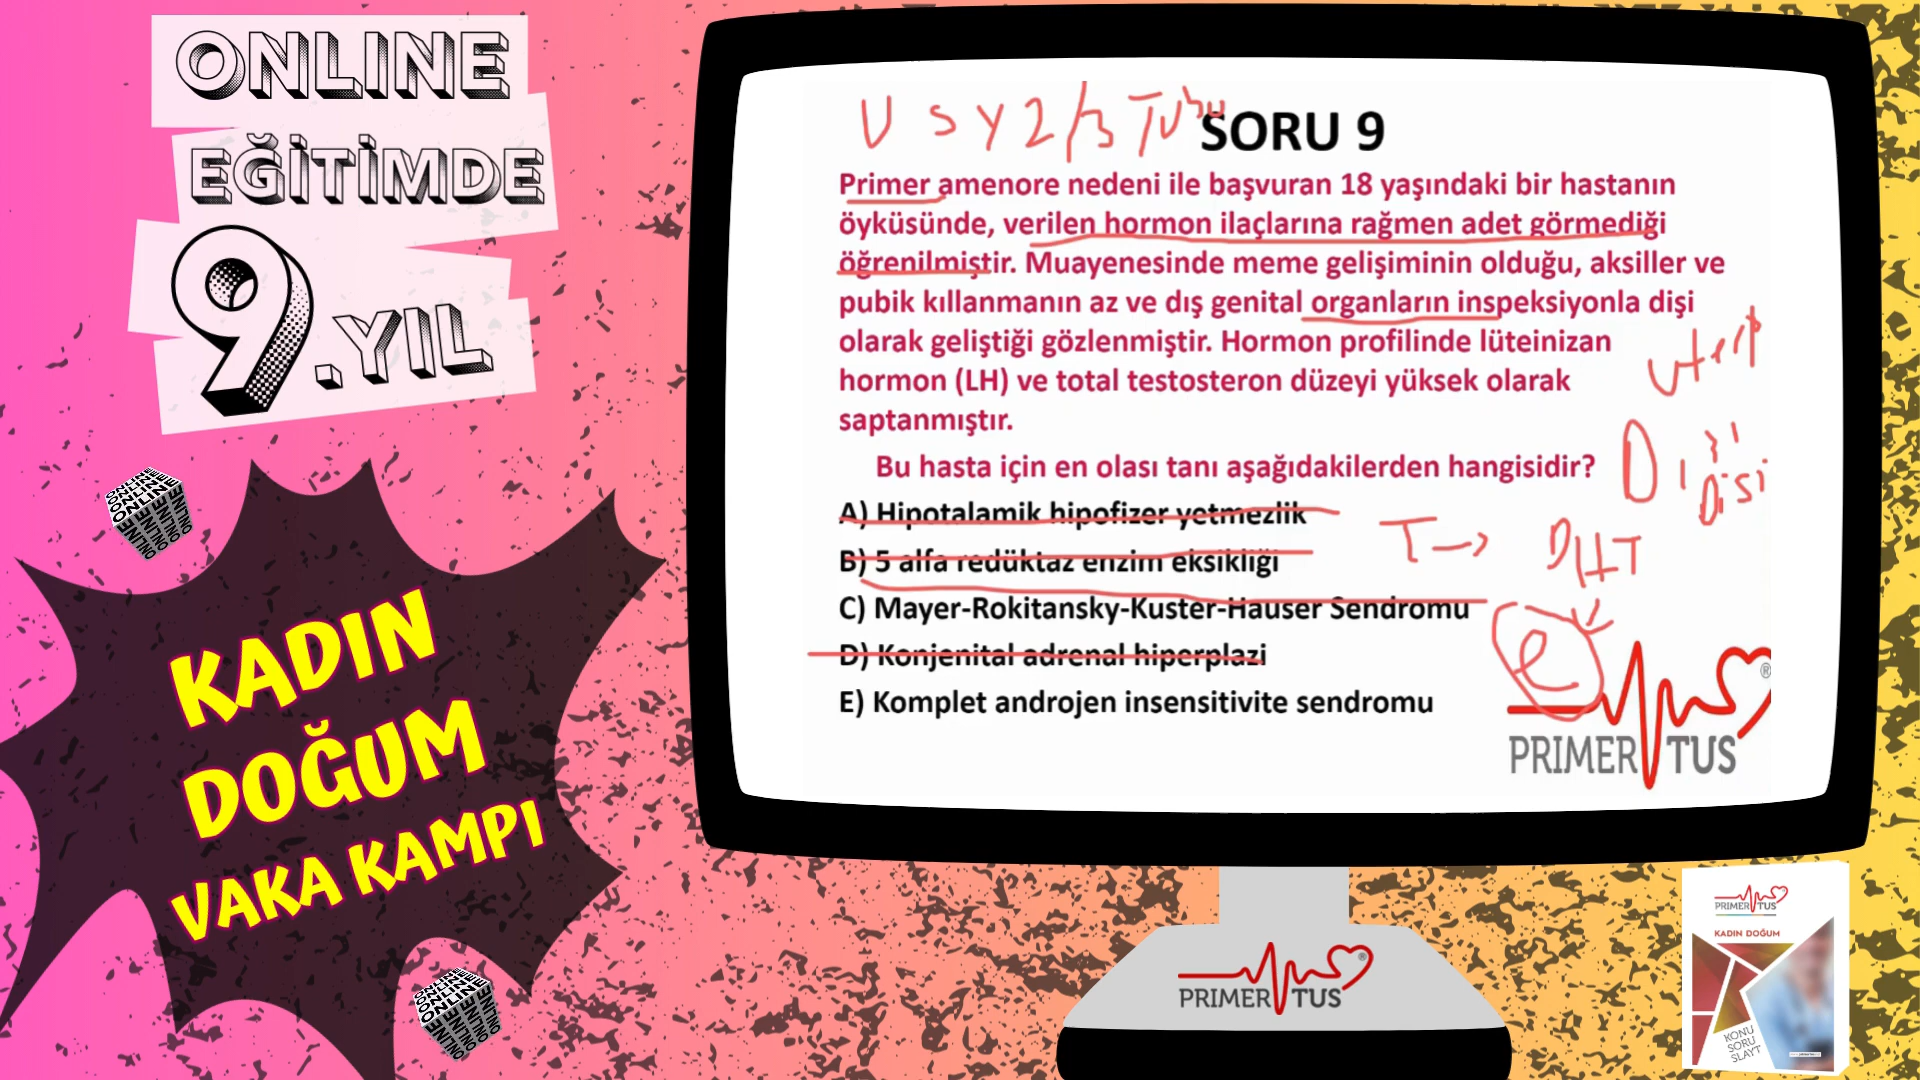 ONLINE
EĞİTİMDE
9.YIL
KADIN
DOĞUM
VAKA KAMPI
U S Y 2/3
SORU 9
Primer amenore nedeni ile başvuran 18 yaşındaki bir hastanın
öyküsünde, verilen hormon ilaçlarına rağmen adet görmediği
öğrenilmiştir. Muayenesinde meme gelişiminin olduğu, aksiller ve
pubik kıllanmanın az ve dış genital organların inspeksiyonla dişi
olarak geliştiği gözlenmiştir. Hormon profilinde lüteinizan
hormon (LH) ve total testosteron düzeyi yüksek olarak
saptanmıştır.
Bu hasta için en olası tanı aşağıdakilerden hangisidir?
A) Hipotalamik hipofizer yetmezlik
B) 5 alfa redüktaz enzim eksikliği
C) Mayer-Rokitansky-Kuster-Hauser Sendromu
D) Konjenital adrenal hiperplazi
E) Komplet androjen insensitivite sendromu
Dişi
T → DHT
e
PRIMER TUS
®
PRIMER TUS
®
PRIMER TUS
KADIN DOĞUM
KONU
SORU
SLAYT
ONLINE
ONLINE